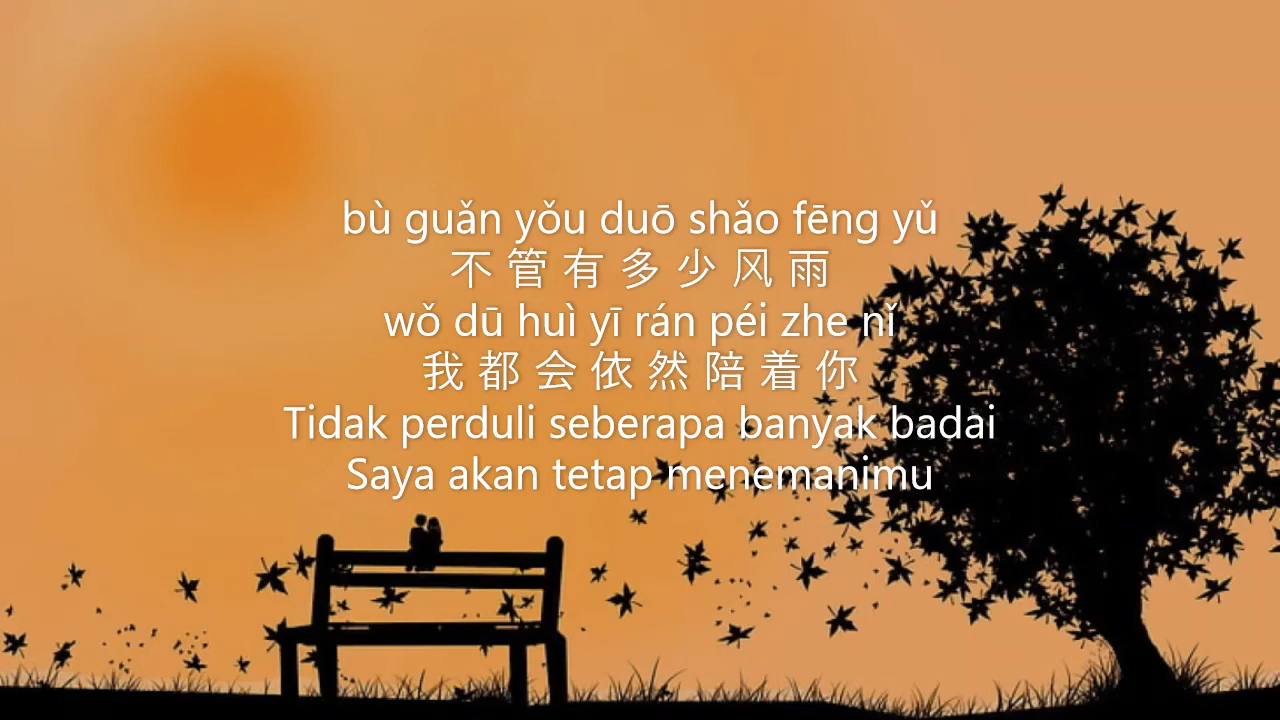 bù guǎn yǒu duō shǎo fēng yǔ
不 管 有 多 少 风 雨
wǒ dū huì yī rán péi zhe nǐ
我 都 会 依 然 陪 着 你
Tidak perduli seberapa banyak badai
Saya akan tetap menemanimu